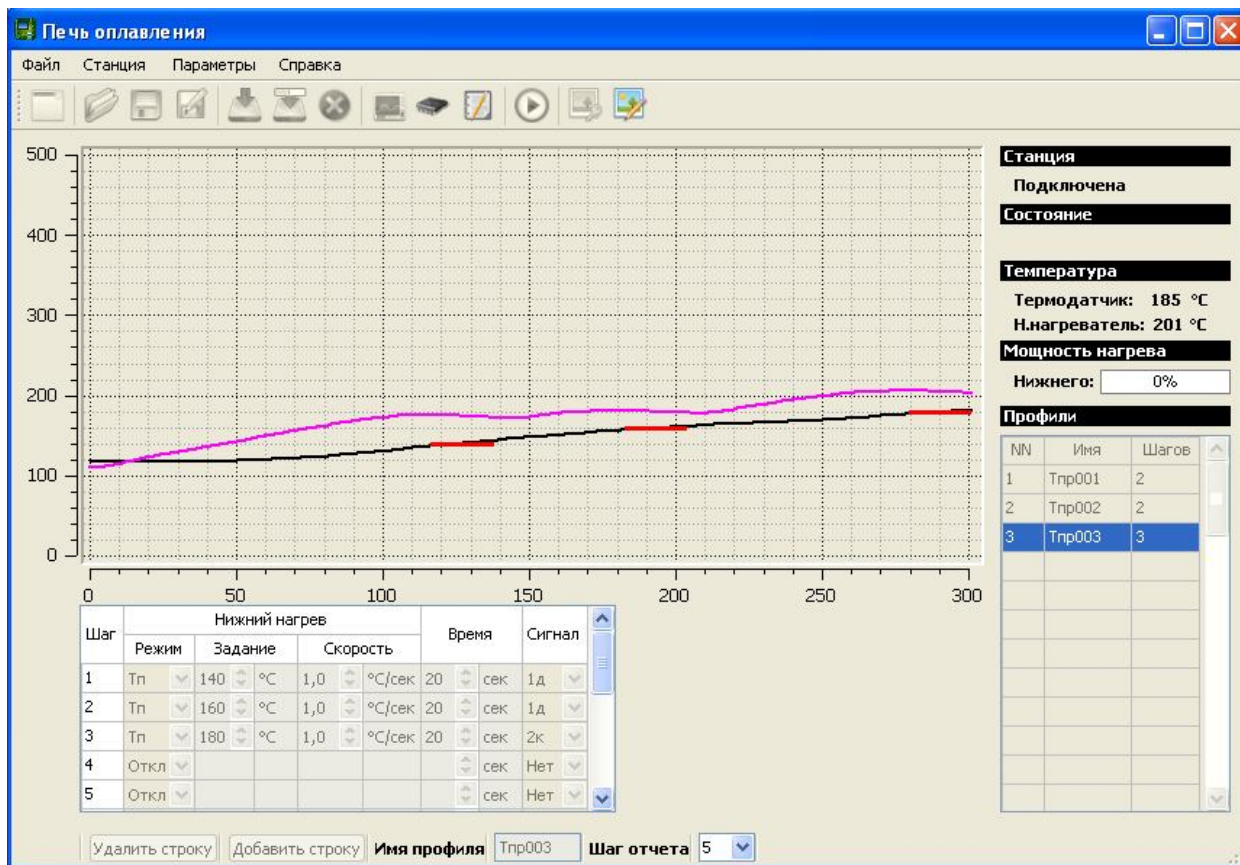 Печь оплавления
Файл Станция Параметры Справка
500
400
300
200
100
0
0 50 100 150 200 250 300
Станция
Подключена
Состояние
Температура
Термодатчик: 185 °C
Н.нагреватель: 201 °C
Мощность нагрева
Нижнего: 0%
Профили
NN Имя Шагов
1 Тпр001 2
2 Тпр002 2
3 Тпр003 3
Шаг Нижний нагрев Время Сигнал
Режим Задание Скорость
1 Тп 140 °C 1,0 °C/сек 20 сек 1д
2 Тп 160 °C 1,0 °C/сек 20 сек 1д
3 Тп 180 °C 1,0 °C/сек 20 сек 2к
4 Откл сек Нет
5 Откл сек Нет
Удалить строку Добавить строку Имя профиля Тпр003 Шаг отчета 5